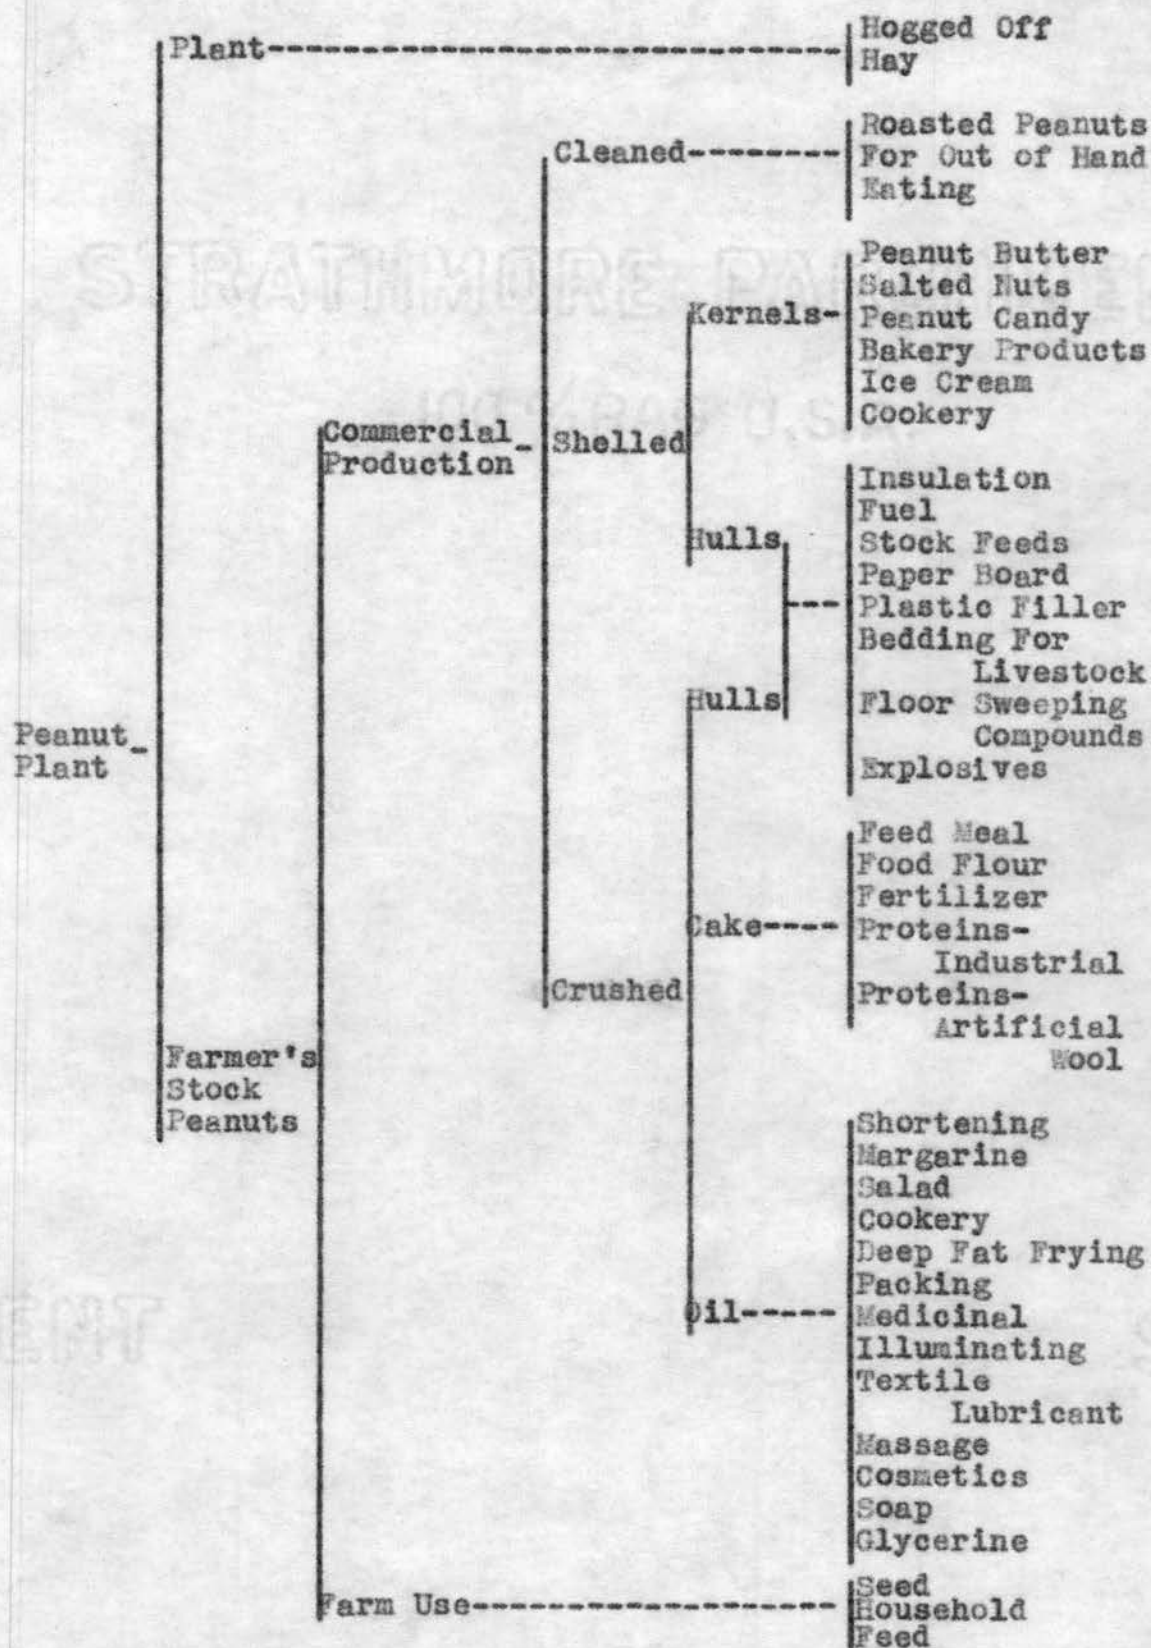 Plant
Hogged Off
Hay
Cleaned
Roasted Peanuts
For Out of Hand
Eating
Kernels
Peanut Butter
Salted Nuts
Peanut Candy
Bakery Products
Ice Cream
Cookery
Commercial
Production
Shelled
Hulls
Insulation
Fuel
Stock Feeds
Paper Board
Plastic Filler
Bedding For
Livestock
Floor Sweeping
Compounds
Explosives
Hulls
Peanut
Plant
Cake
Feed Meal
Food Flour
Fertilizer
Proteins-
Industrial
Proteins-
Artificial
Wool
Crushed
Farmer's
Stock
Peanuts
Oil
Shortening
Margarine
Salad
Cookery
Deep Fat Frying
Packing
Medicinal
Illuminating
Textile
Lubricant
Massage
Cosmetics
Soap
Glycerine
Farm Use
Seed
Household
Feed
STRATHMORE
U.S.A.